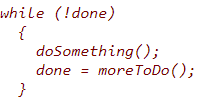 while (!done)
  {
    doSomething();
    done = moreToDo();
  }